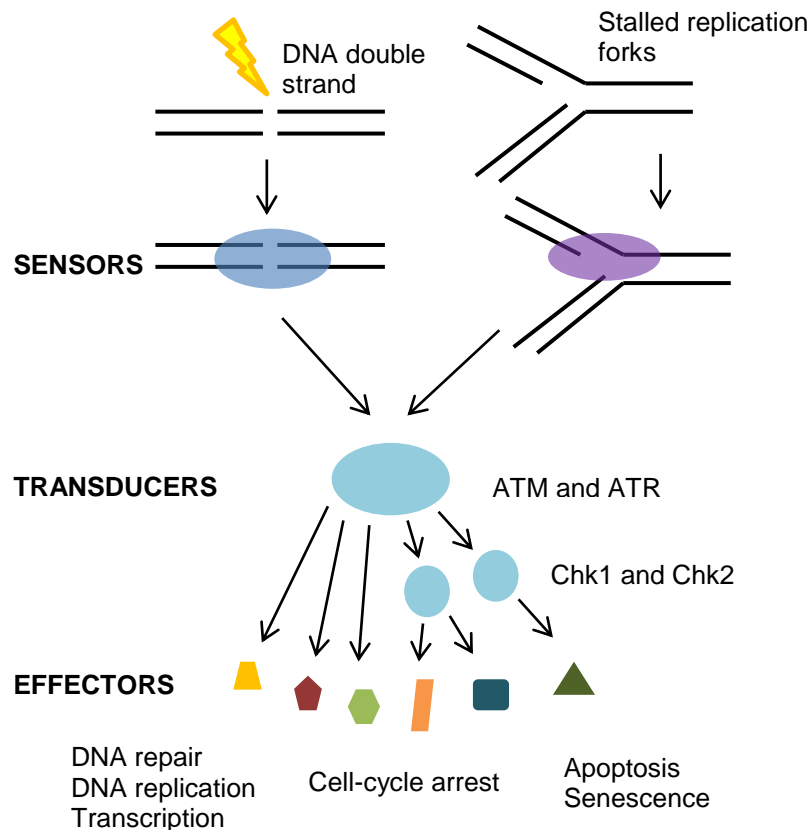 DNA double
strand
Stalled replication
forks
SENSORS
TRANSDUCERS
ATM and ATR
Chk1 and Chk2
EFFECTORS
DNA repair
DNA replication
Transcription
Cell-cycle arrest
Apoptosis
Senescence